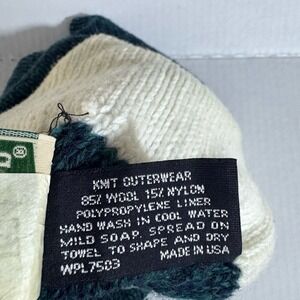 KNIT OUTERWEAR
85% WOOL 15% NYLON
POLYPROPYLENE LINER
HAND WASH IN COOL WATER
MILD SOAP. SPREAD ON
TOWEL TO SHAPE AND DRY
WPL7503 MADE IN USA